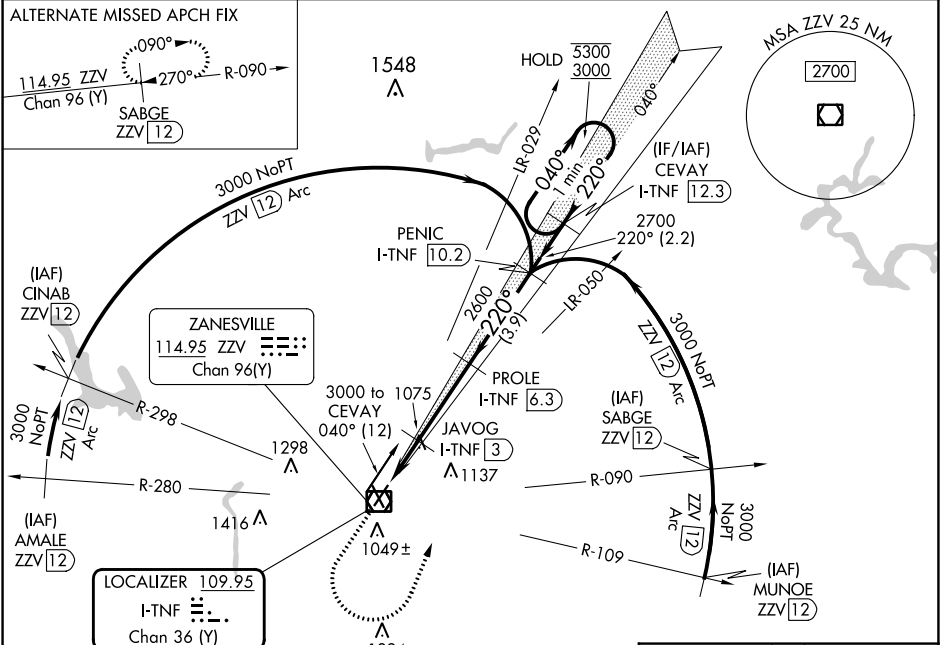 ALTERNATE MISSED APCH FIX
090°
114.95 ZZV
270°
R-090
Chan 96 (Y)
SABGE
ZZV 12
1548
HOLD
5300
3000
MSA ZZV 25 NM
2700
LR-029
040°
040°
1 min
220°
(IF/IAF)
CEVAY
I-TNF 12.3
2700
220° (2.2)
3000 NoPT
ZZV 12 Arc
PENIC
I-TNF 10.2
LR-050
(IAF)
CINAB
ZZV 12
2600
220°
(3.9)
3000 NoPT
ZZV 12 Arc
ZANESVILLE
114.95 ZZV
Chan 96(Y)
PROLE
I-TNF 6.3
3000
NoPT
ZZV 12
Arc
R-298
3000 to
CEVAY
040° (12)
1075
JAVOG
I-TNF 3
(IAF)
SABGE
ZZV 12
1298
1137
R-280
R-090
1416
(IAF)
AMALE
ZZV 12
1049±
R-109
3000
NoPT
ZZV 12
Arc
(IAF)
MUNOE
ZZV 12
LOCALIZER 109.95
I-TNF
Chan 36 (Y)